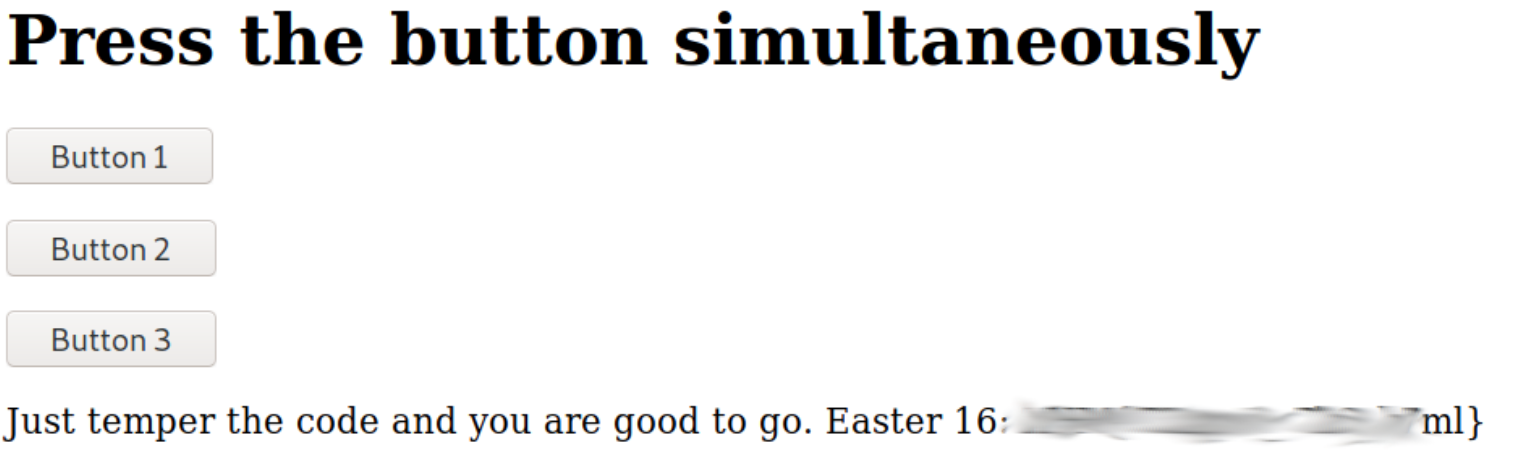 Press the button simultaneously
Button 1
Button 2
Button 3
Just temper the code and you are good to go. Easter 16: ml}